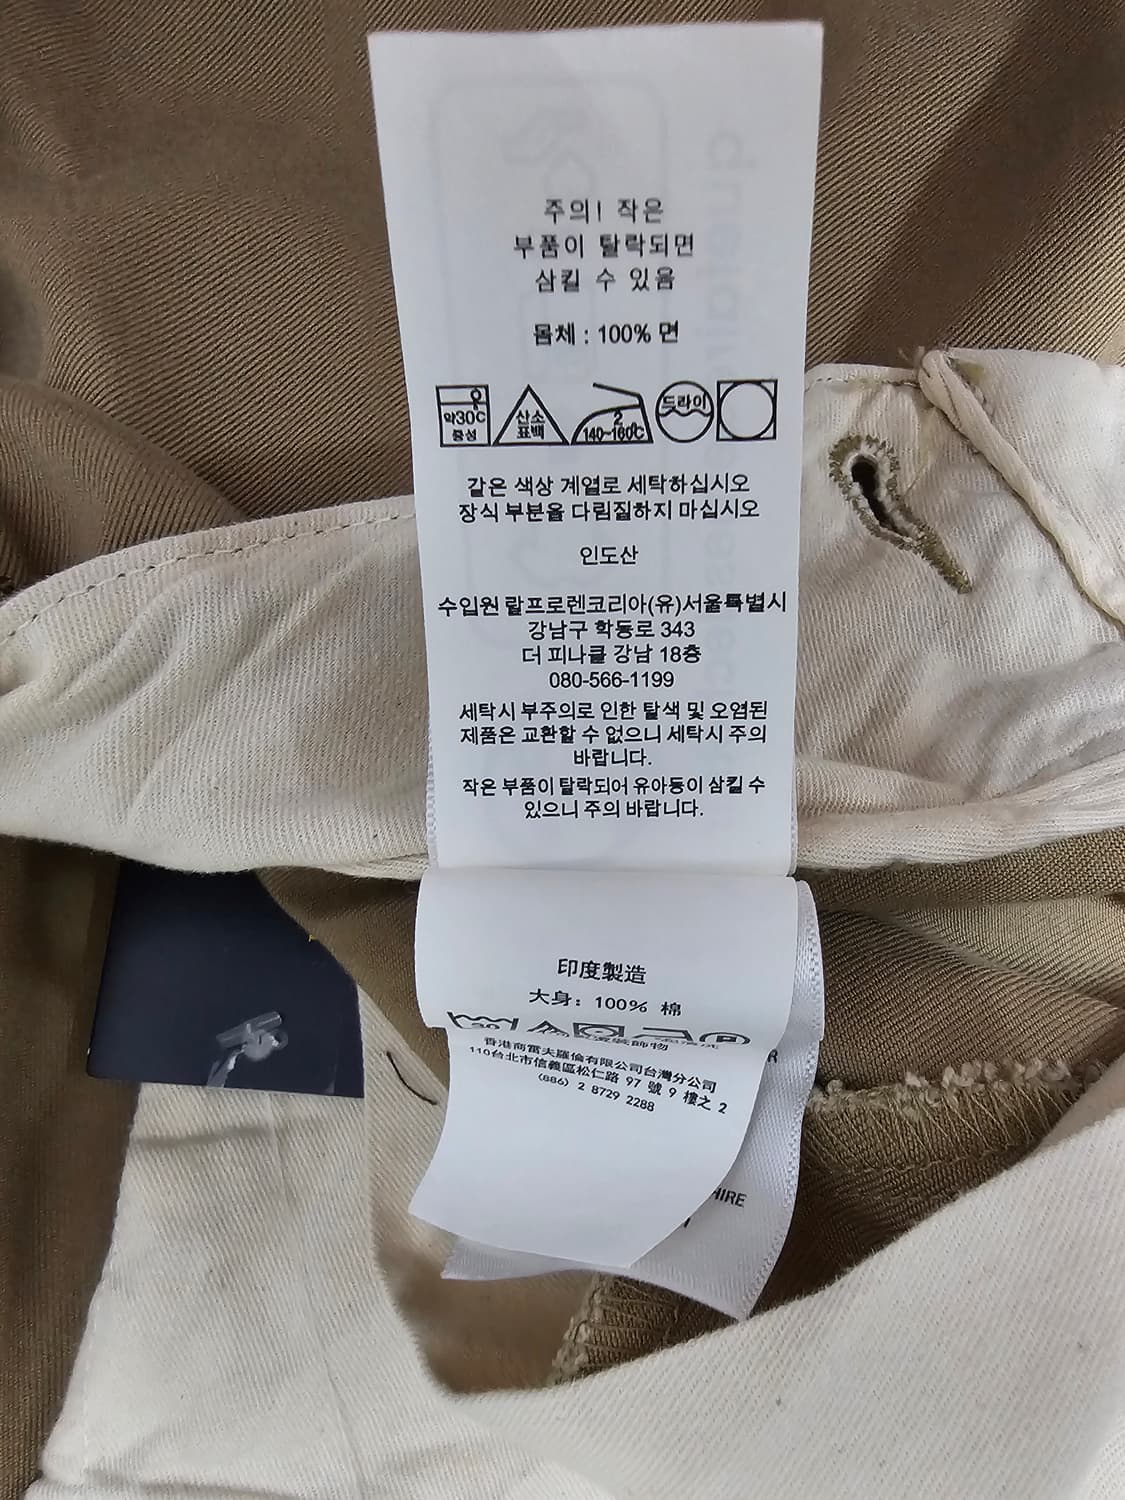 주의! 작은
부품이 탈락되면
삼킬 수 있음
몸체 : 100% 면
약30℃
중성
산소
표백
2
140~160℃
드라이
같은 색상 계열로 세탁하십시오
장식 부분을 다림질하지 마십시오
인도산
수입원 랄프로렌코리아(유)서울특별시
강남구 학동로 343
더 피나클 강남 18층
080-566-1199
세탁시 부주의로 인한 탈색 및 오염된
제품은 교환할 수 없으니 세탁시 주의
바랍니다.
작은 부품이 탈락되어 유아등이 삼킬 수
있으니 주의 바랍니다.
印度製造
大身: 100% 棉
30
P
裝飾物
香港商雷夫羅倫有限公司台灣分公司
110台北市信義區松仁路 97 號 9 樓之 2
(886) 2 8729 2288
R
HIRE